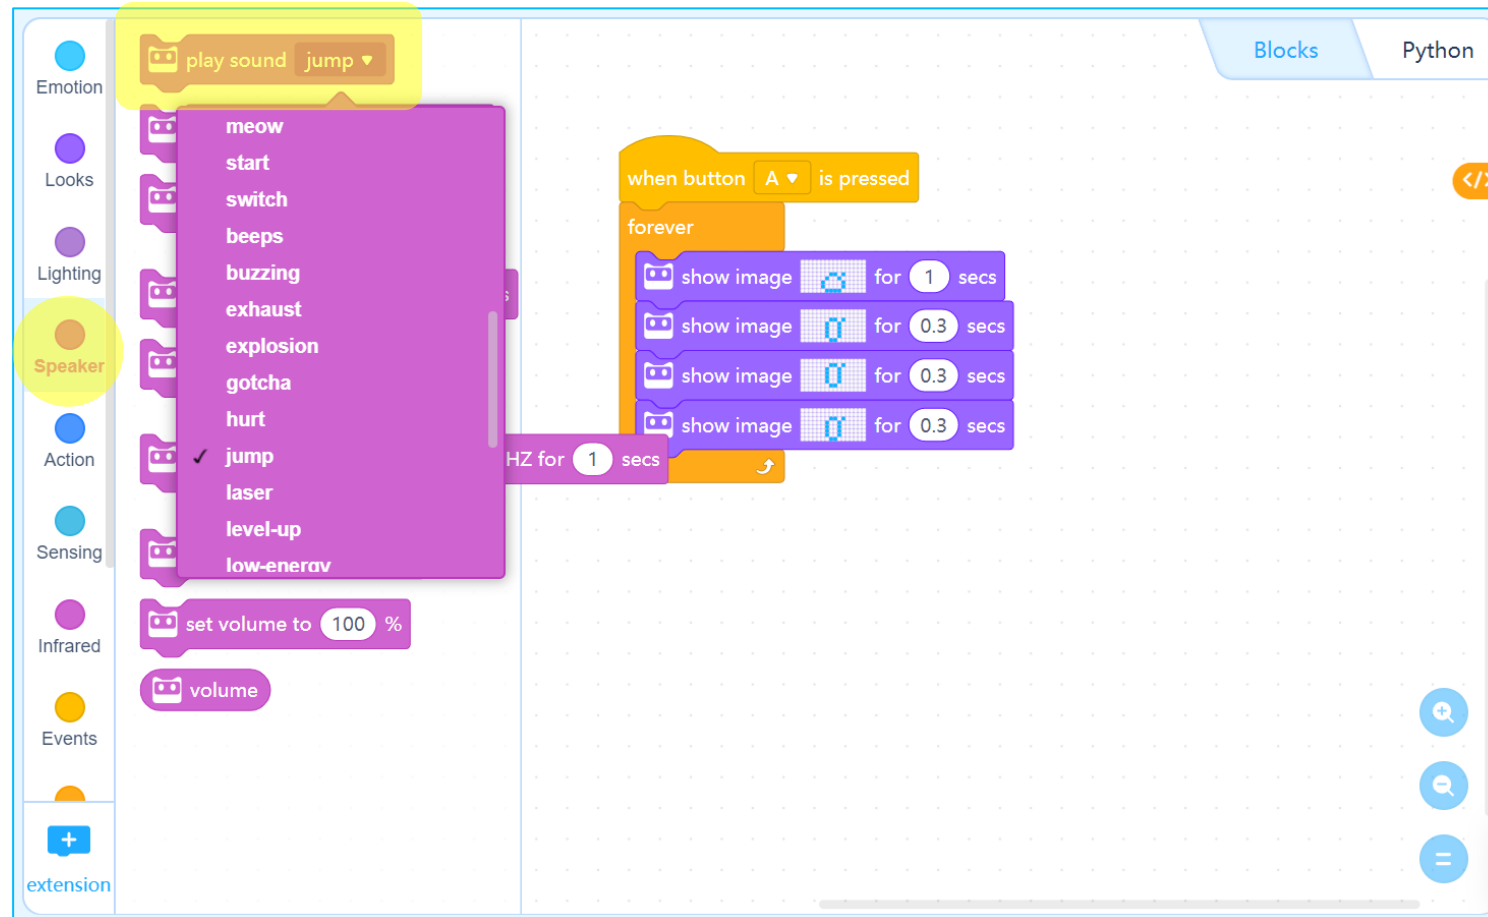 Emotion
Looks
Lighting
Speaker
Action
Sensing
Infrared
Events
+
extension
play sound jump ▼
meow
start
switch
beeps
buzzing
exhaust
explosion
gotcha
hurt
✓ jump
laser
level-up
low-energy
s
HZ for 1 secs
set volume to 100 %
volume
Blocks
Python
</>
when button A ▼ is pressed
forever
show image for 1 secs
show image for 0.3 secs
show image for 0.3 secs
show image for 0.3 secs